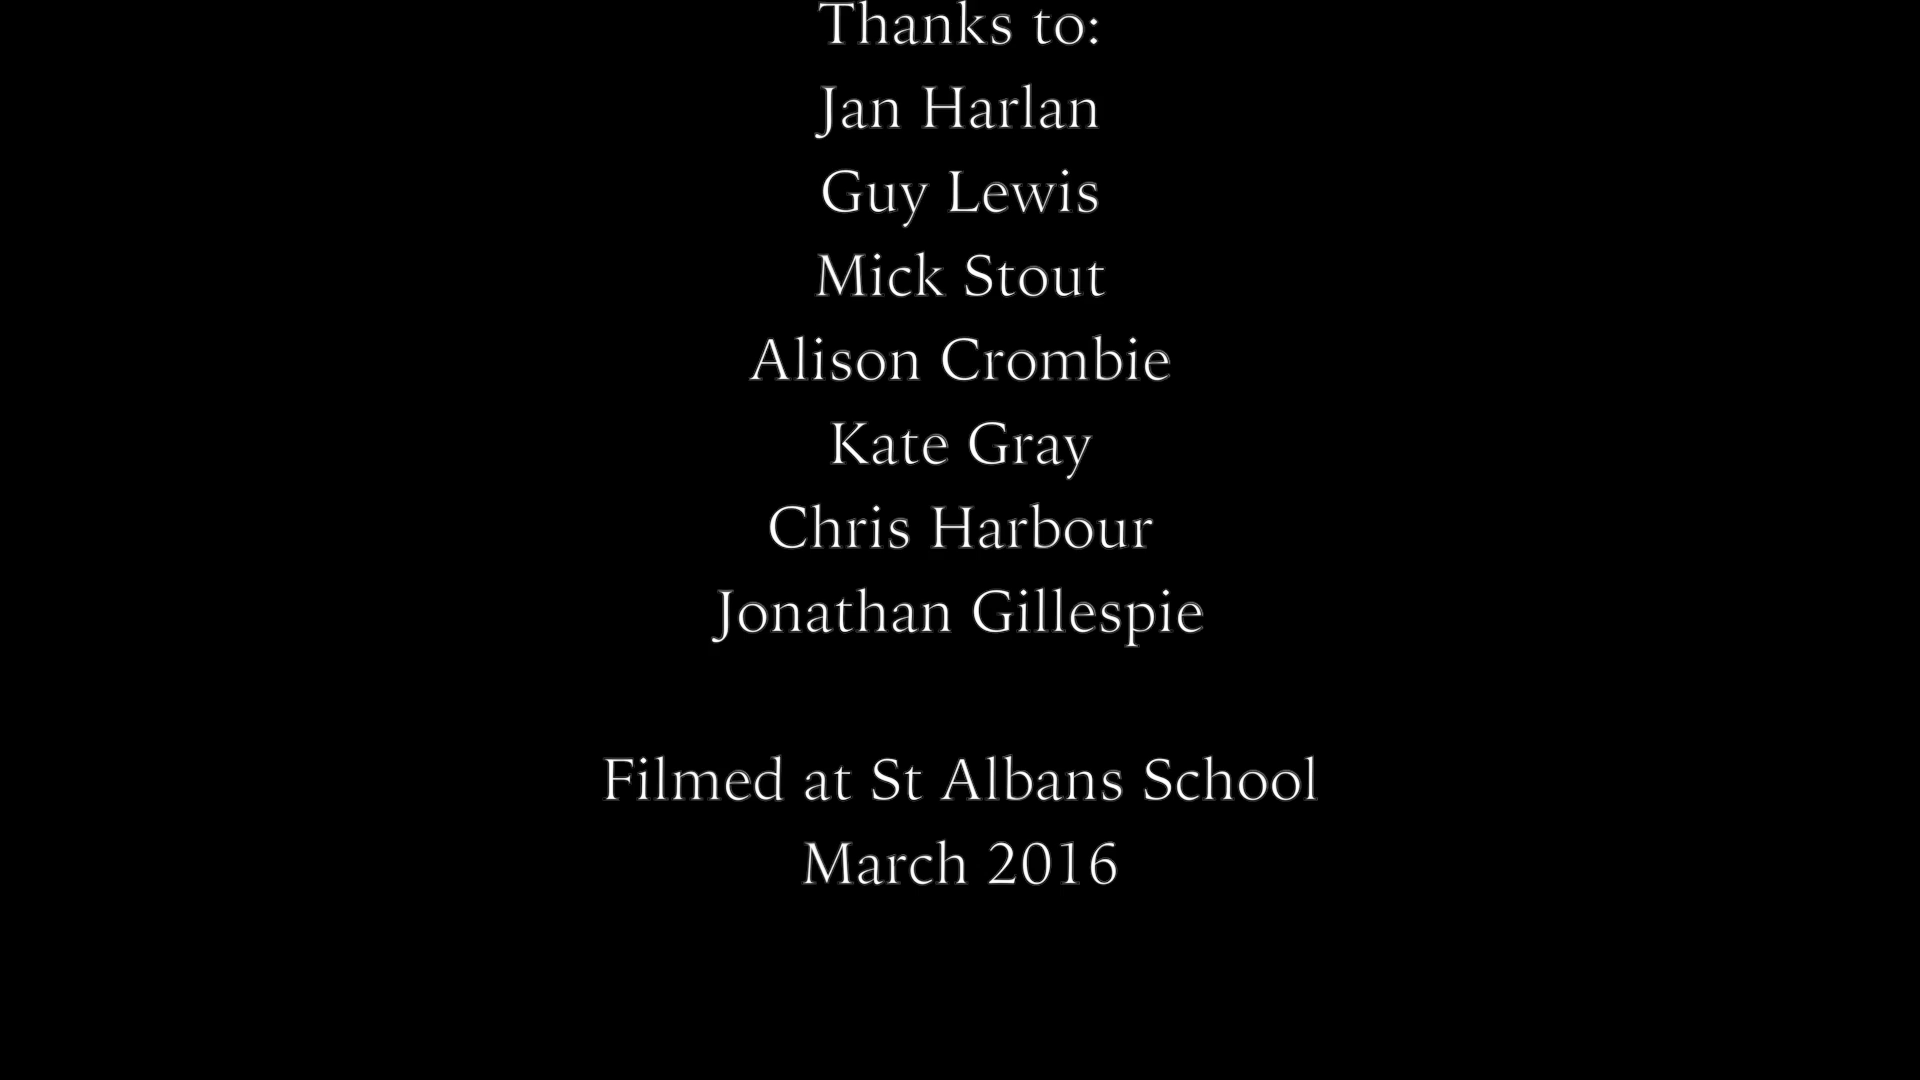 Thanks to:
Jan Harlan
Guy Lewis
Mick Stout
Alison Crombie
Kate Gray
Chris Harbour
Jonathan Gillespie
Filmed at St Albans School
March 2016